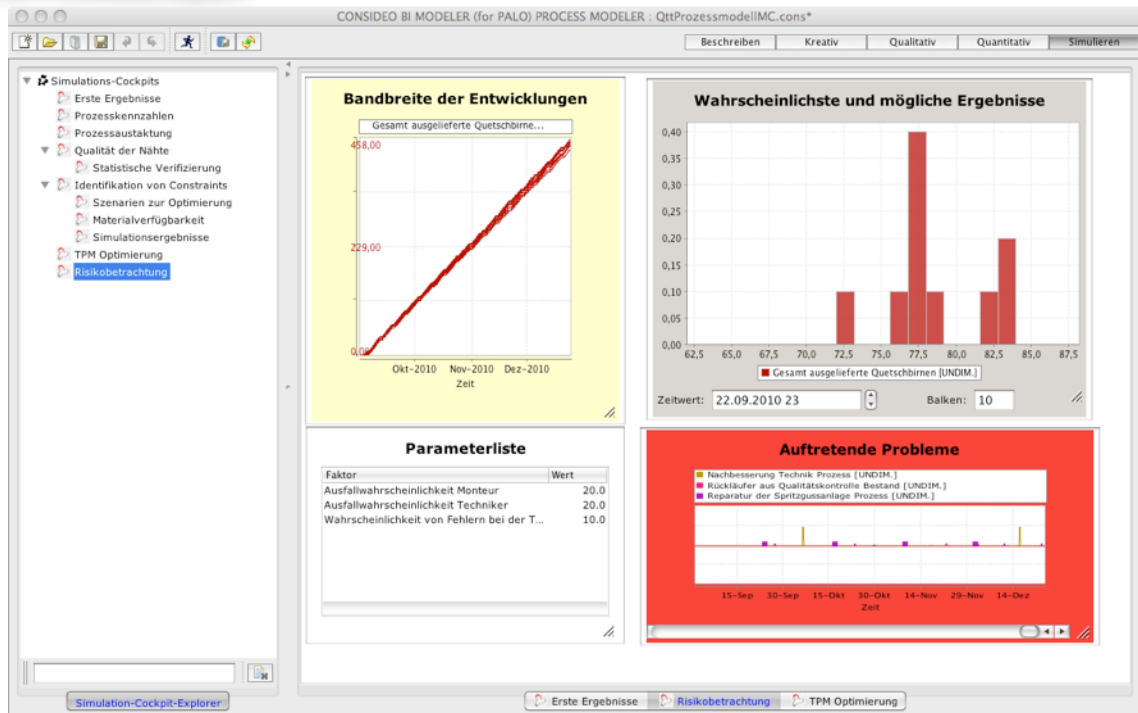 CONSIDEO BI MODELER (for PALO) PROCESS MODELER : QttProzessmodellMC.cons*
Beschreiben Kreativ Qualitativ Quantitativ Simulieren
Simulations-Cockpits
Erste Ergebnisse
Prozesskennzahlen
Prozessaustaktung
Qualität der Nähte
Statistische Verifizierung
Identifikation von Constraints
Szenarien zur Optimierung
Materialverfügbarkeit
Simulationsergebnisse
TPM Optimierung
Risikobetrachtung
Simulation-Cockpit-Explorer
Bandbreite der Entwicklungen
Gesamt ausgelieferte Quetschbirne...
458,00
229,00
0,00
Okt-2010 Nov-2010 Dez-2010
Zeit
Wahrscheinlichste und mögliche Ergebnisse
0,40
0,35
0,30
0,25
0,20
0,15
0,10
0,05
0,00
62,5 65,0 67,5 70,0 72,5 75,0 77,5 80,0 82,5 85,0 87,5
Gesamt ausgelieferte Quetschbirnen [UNDIM.]
Zeitwert: 22.09.2010 23 Balken: 10
Parameterliste
Faktor Wert
Ausfallwahrscheinlichkeit Monteur 20.0
Ausfallwahrscheinlichkeit Techniker 20.0
Wahrscheinlichkeit von Fehlern bei der T... 10.0
Auftretende Probleme
Nachbesserung Technik Prozess [UNDIM.]
Rückläufer aus Qualitätskontrolle Bestand [UNDIM.]
Reparatur der Spritzgussanlage Prozess [UNDIM.]
15-Sep 30-Sep 15-Okt 30-Okt 14-Nov 29-Nov 14-Dez
Zeit
Erste Ergebnisse Risikobetrachtung TPM Optimierung